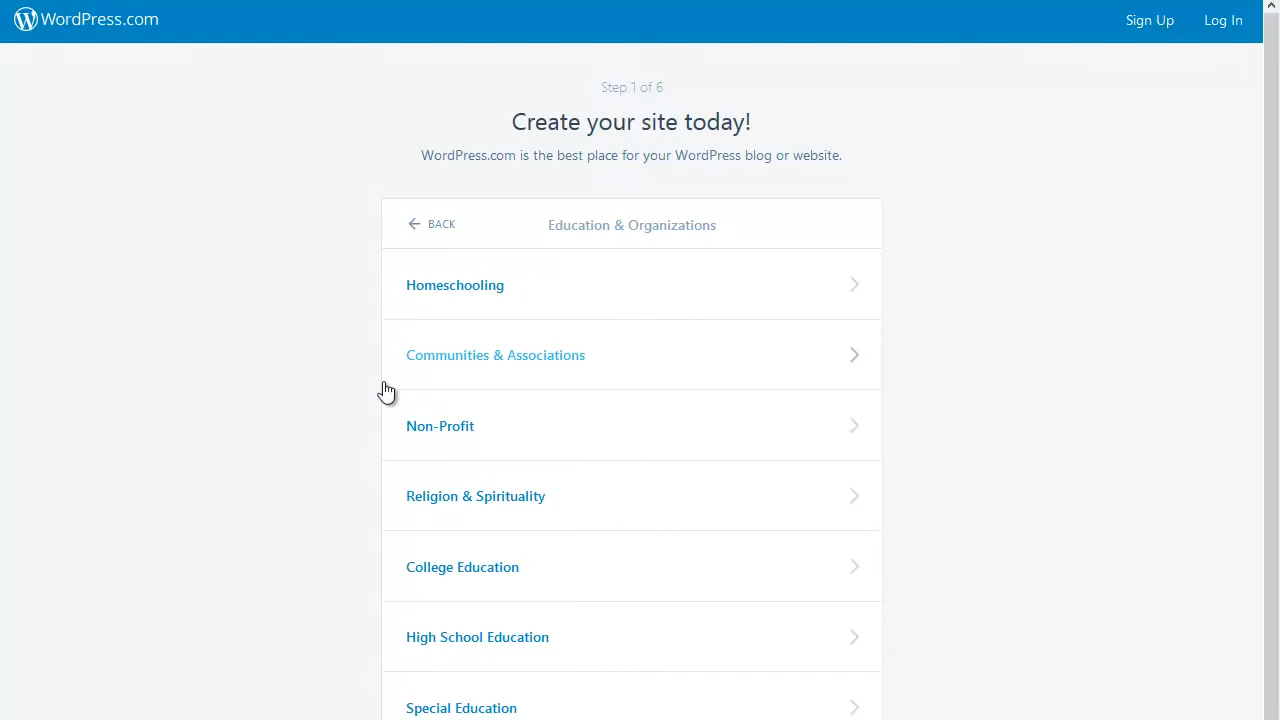 WordPress.com
Sign Up
Log In
Step 1 of 6
Create your site today!
WordPress.com is the best place for your WordPress blog or website.
BACK
Education & Organizations
Homeschooling
Communities & Associations
Non-Profit
Religion & Spirituality
College Education
High School Education
Special Education